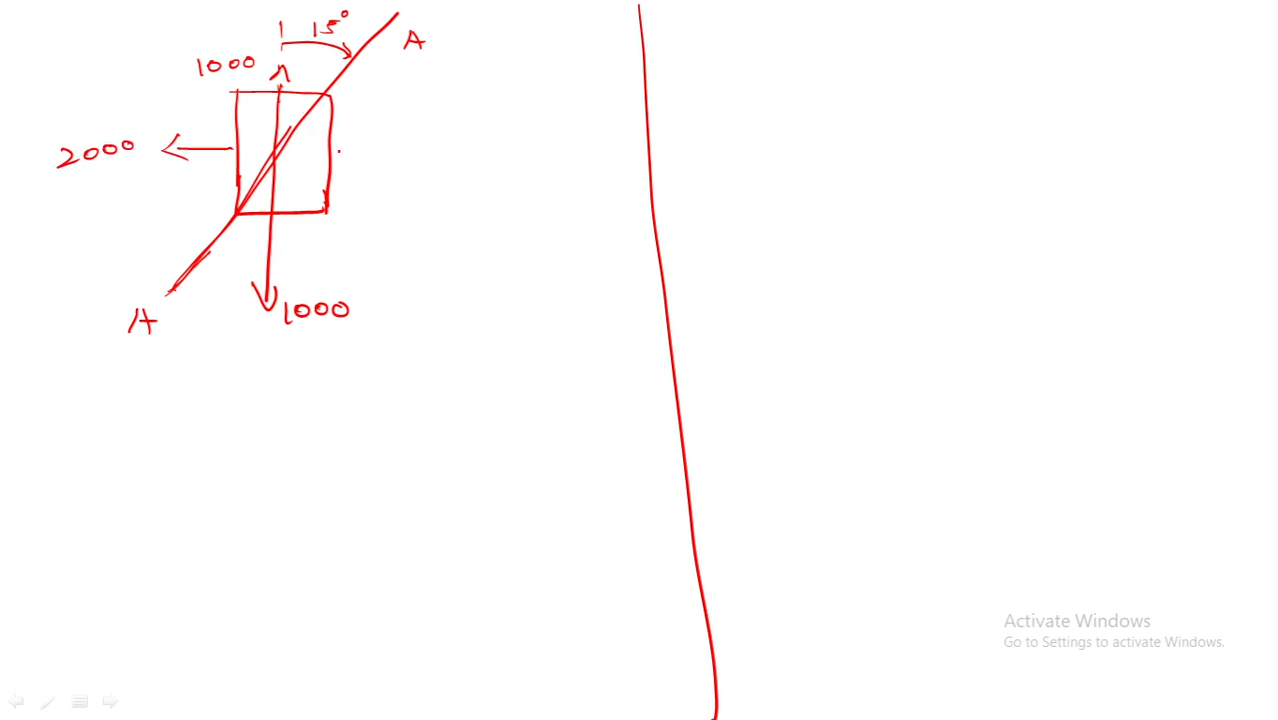 15°
A
1000
2000
1000
A
Activate Windows
Go to Settings to activate Windows.